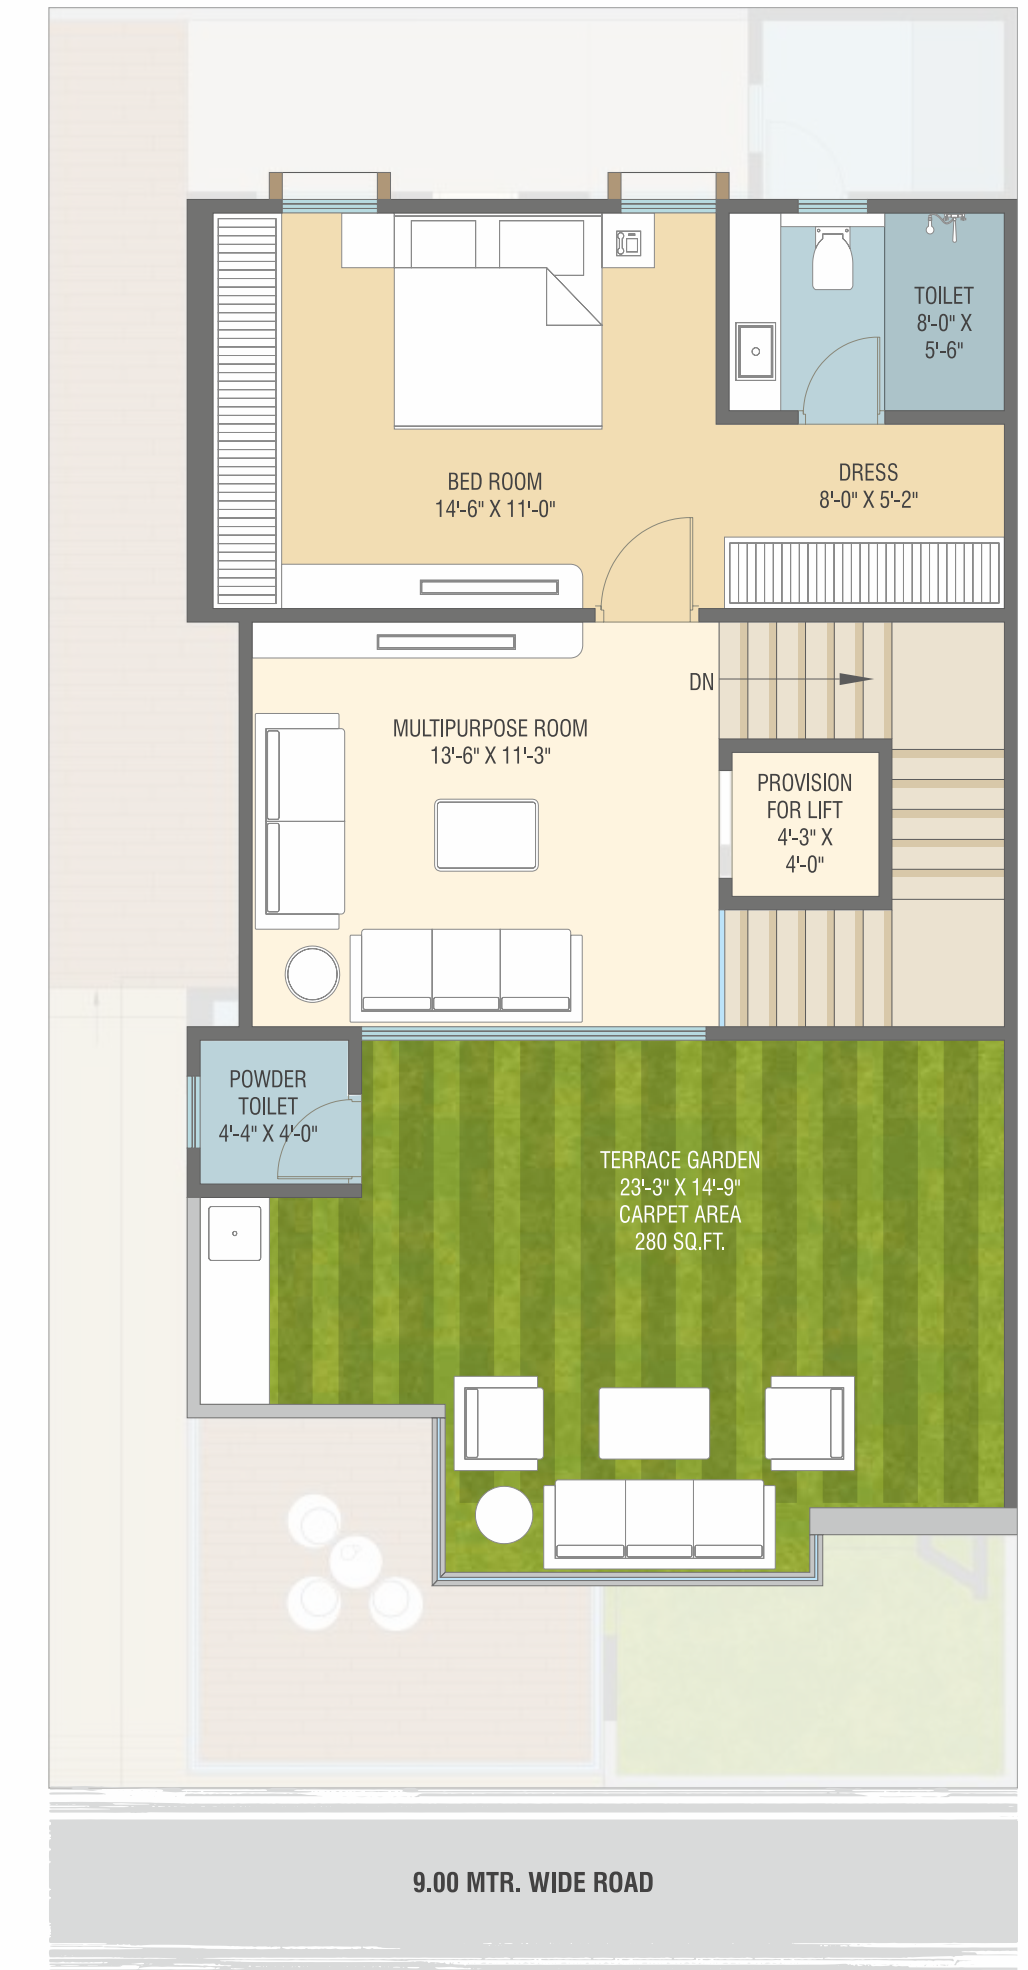 TOILET
8'-0" X
5'-6"
BED ROOM
14'-6" X 11'-0"
DRESS
8'-0" X 5'-2"
DN
MULTIPURPOSE ROOM
13'-6" X 11'-3"
PROVISION
FOR LIFT
4'-3" X
4'-0"
POWDER
TOILET
4'-4" X 4'-0"
TERRACE GARDEN
23'-3" X 14'-9"
CARPET AREA
280 SQ.FT.
9.00 MTR. WIDE ROAD